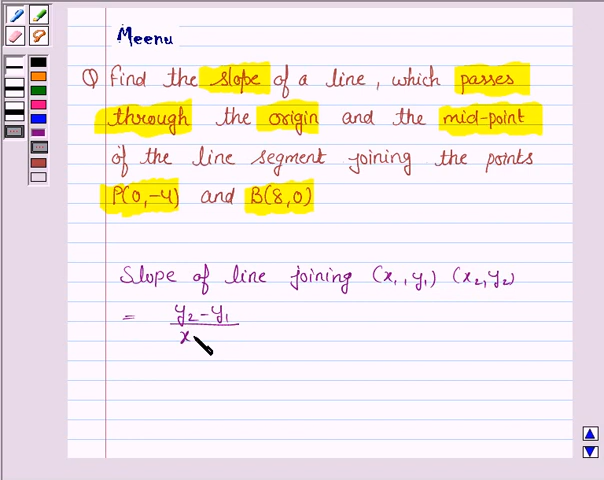 Meenu
Q Find the slope of a line, which passes
through the origin and the mid-point
of the line segment joining the points
P(0,-4) and B(8,0)
Slope of line joining (x₁,y₁) (x₂,y₂)
= y₂-y₁
x